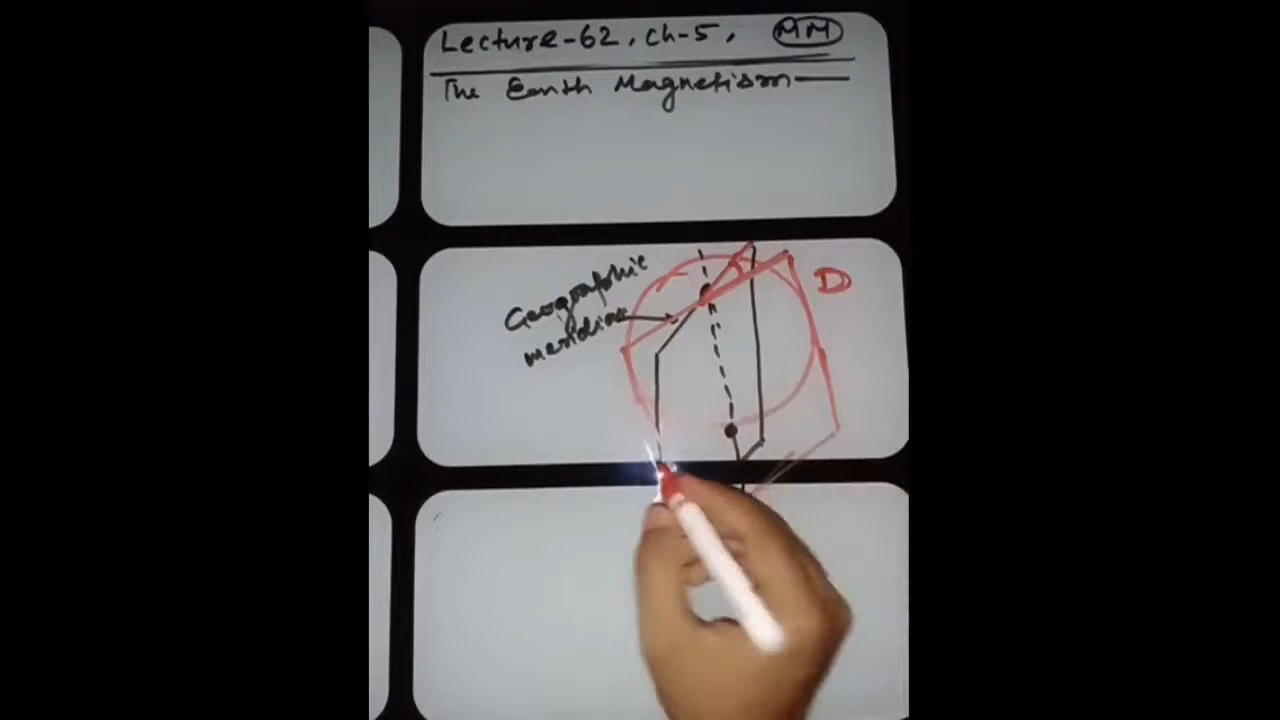 Lecture-62, Ch-5, MM
The Earth Magnetism
Geographic
meridian
D